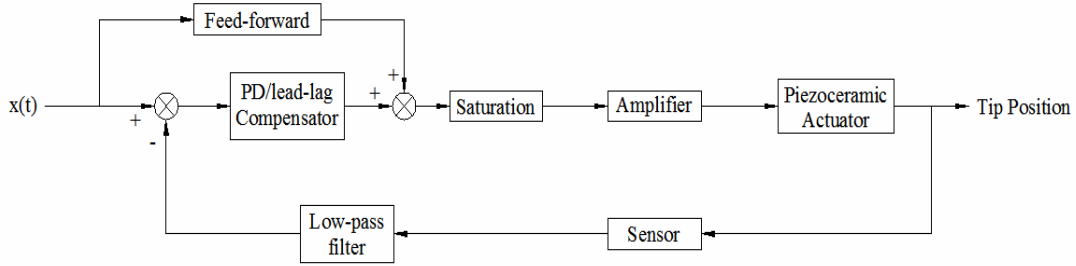 Feed-forward
x(t)
+
-
PD/lead-lag
Compensator
+
+
Saturation
Amplifier
Piezoceramic
Actuator
Tip Position
Low-pass
filter
Sensor